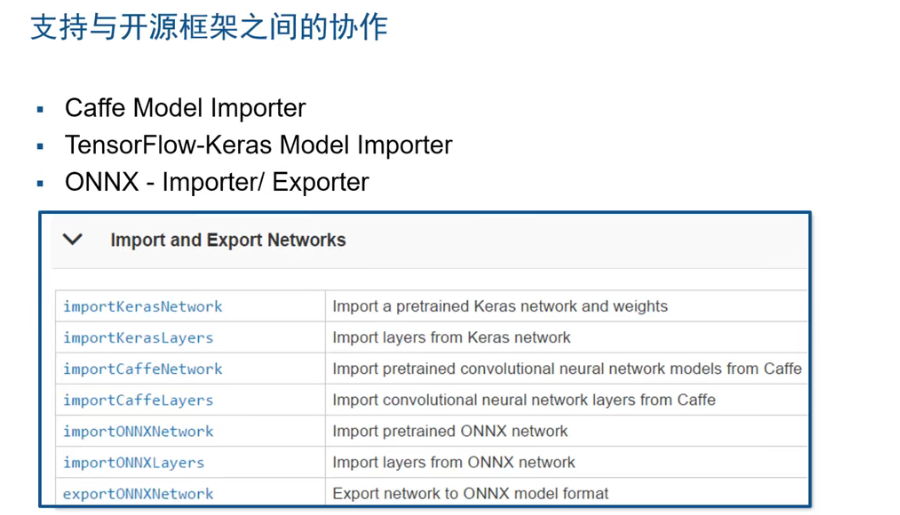 支持与开源框架之间的协作
▪ Caffe Model Importer
▪ TensorFlow-Keras Model Importer
▪ ONNX - Importer/ Exporter
Import and Export Networks
importKerasNetwork Import a pretrained Keras network and weights
importKerasLayers Import layers from Keras network
importCaffeNetwork Import pretrained convolutional neural network models from Caffe
importCaffeLayers Import convolutional neural network layers from Caffe
importONNXNetwork Import pretrained ONNX network
importONNXLayers Import layers from ONNX network
exportONNXNetwork Export network to ONNX model format